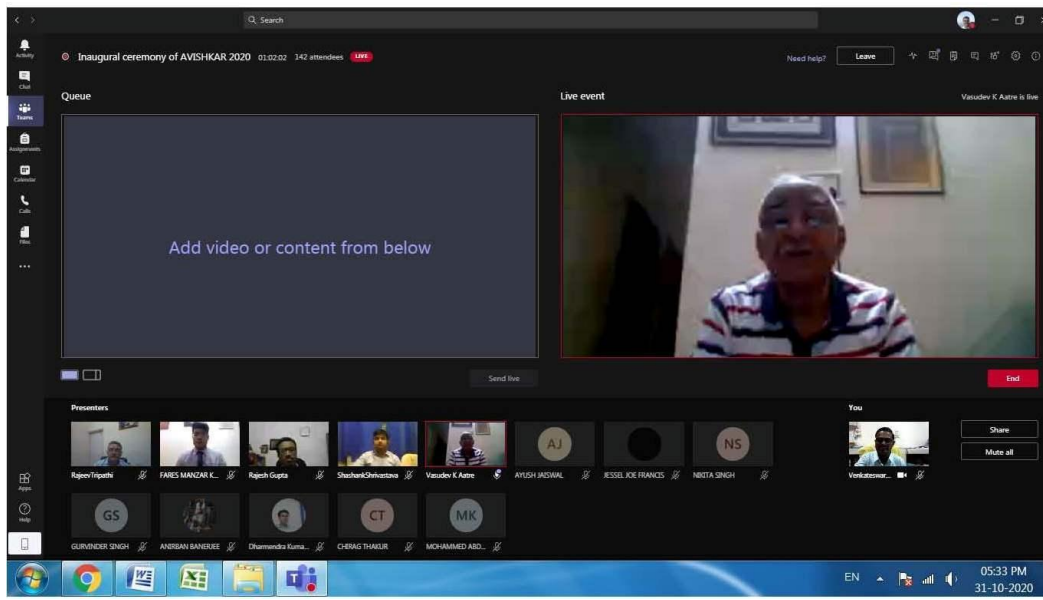 Search
Activity
Inaugural ceremony of AVISHKAR 2020 01:02:02 142 attendees LIVE
Need help? Leave
Chat
Queue
Live event
Vasudev K Aatre is live
Teams
Assignments
Calendar
Calls
Files
Add video or content from below
Send live
End
Presenters
You
AJ
NS
Share
Mute all
RajeevTripathi
FARES MANZAR K...
Rajesh Gupta
ShashankShrivastava
Vasudev K Aatre
AYUSH JAISWAL
JESSEL JOE FRANCIS
NIKITA SINGH
Venkateswar...
Apps
Help
GS
CT
MK
GURVINDER SINGH
ANIRBAN BANERJEE
Dharmendra Kuma...
CHIRAG THAKUR
MOHAMMED ABD...
EN
05:33 PM
31-10-2020